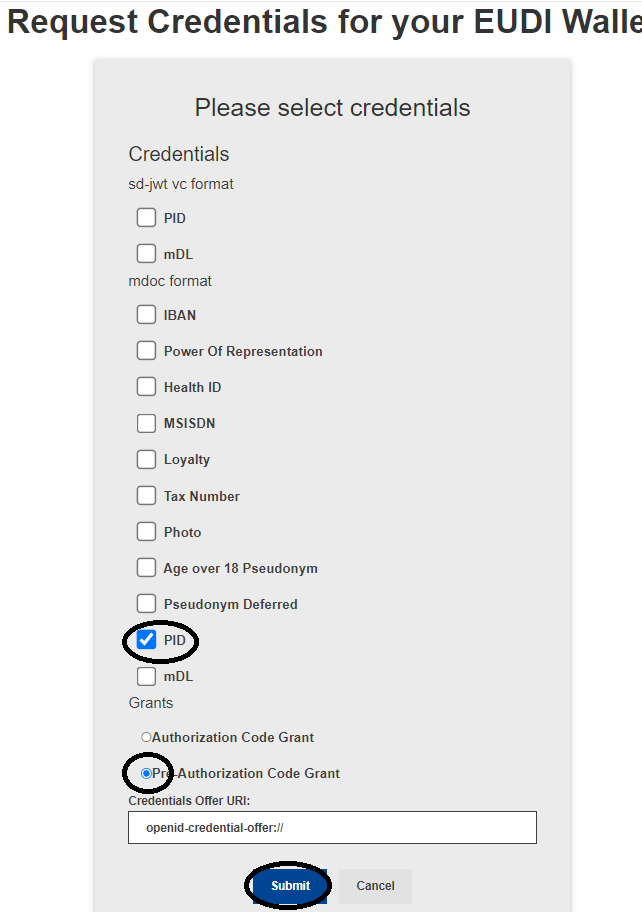 Request Credentials for your EUDI Walle
Please select credentials
Credentials
sd-jwt vc format
PID
mDL
mdoc format
IBAN
Power Of Representation
Health ID
MSISDN
Loyalty
Tax Number
Photo
Age over 18 Pseudonym
Pseudonym Deferred
PID
mDL
Grants
Authorization Code Grant
Pre-Authorization Code Grant
Credentials Offer URI:
openid-credential-offer://
Submit Cancel